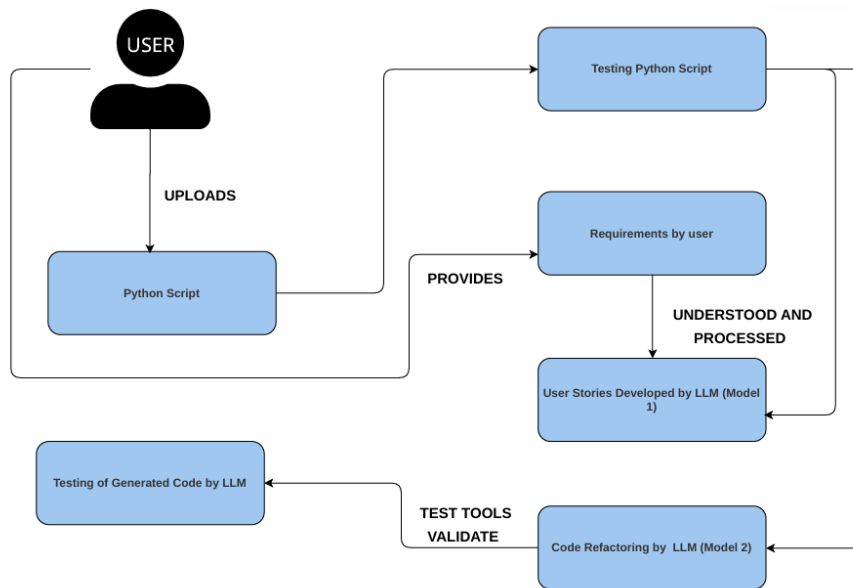 USER
Testing Python Script
UPLOADS
Requirements by user
Python Script
PROVIDES
UNDERSTOOD AND
PROCESSED
User Stories Developed by LLM (Model
1)
Testing of Generated Code by LLM
TEST TOOLS
VALIDATE
Code Refactoring by LLM (Model 2)